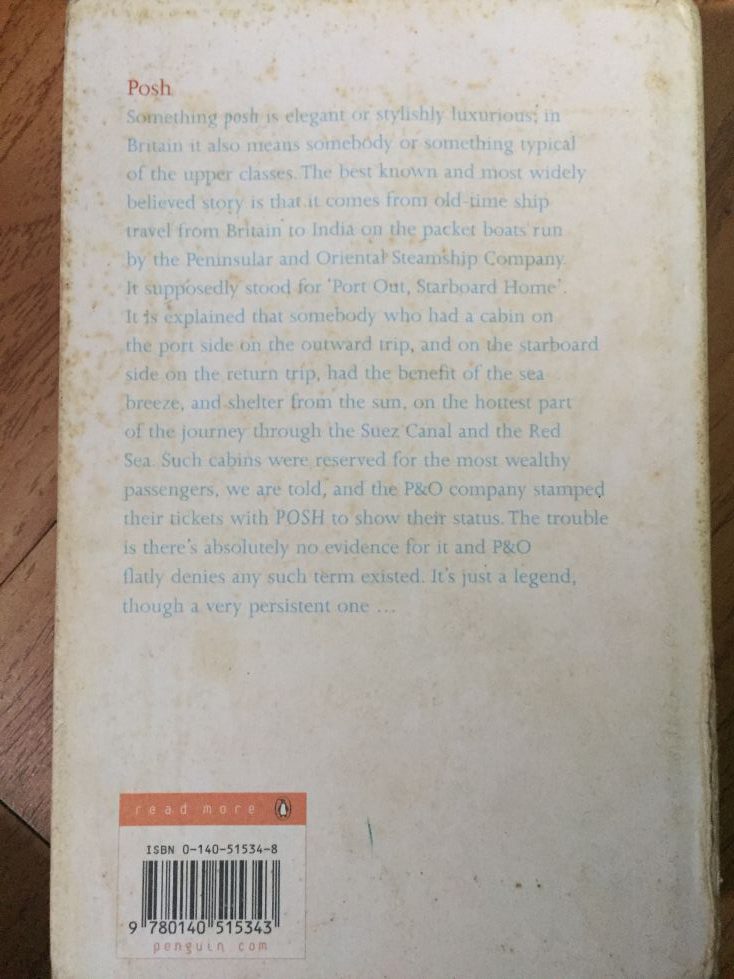 Posh
Something posh is elegant or stylishly luxurious; in
Britain it also means somebody or something typical
of the upper classes. The best known and most widely
believed story is that it comes from old-time ship
travel from Britain to India on the packet boats run
by the Peninsular and Oriental Steamship Company.
It supposedly stood for 'Port Out, Starboard Home'.
It is explained that somebody who had a cabin on
the port side on the outward trip, and on the starboard
side on the return trip, had the benefit of the sea
breeze, and shelter from the sun, on the hottest part
of the journey through the Suez Canal and the Red
Sea. Such cabins were reserved for the most wealthy
passengers, we are told, and the P&O company stamped
their tickets with POSH to show their status. The trouble
is there's absolutely no evidence for it and P&O
flatly denies any such term existed. It's just a legend,
though a very persistent one ...
read more
ISBN 0-140-51534-8
9 780140 515343
penguin.com